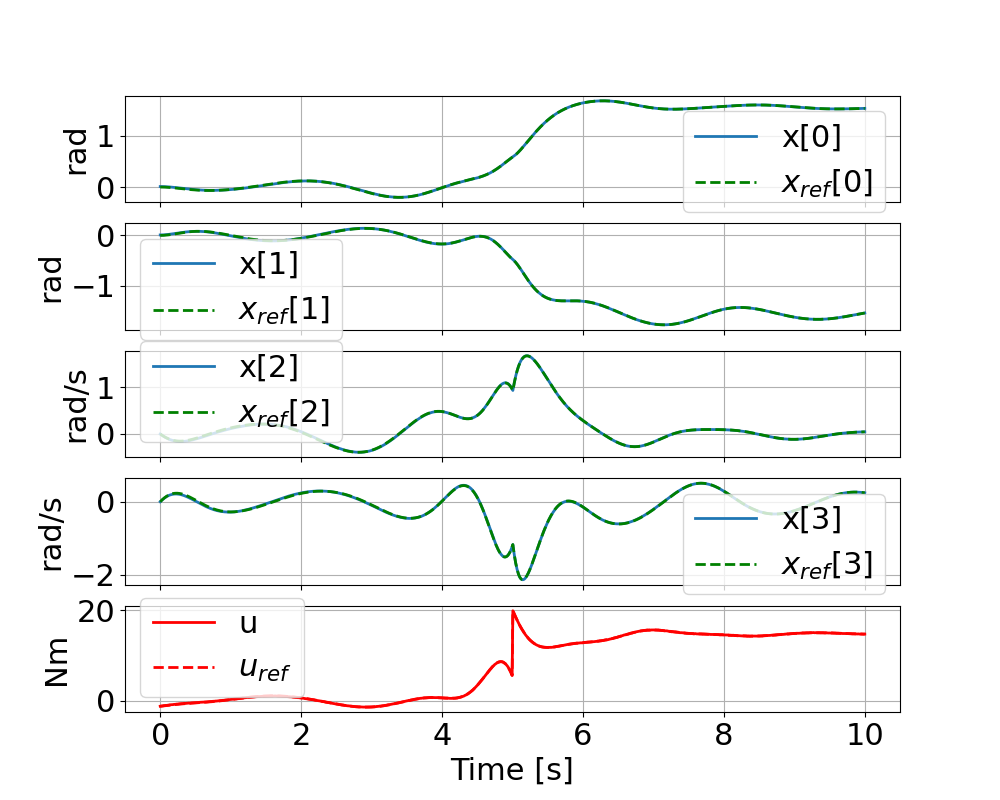 rad
1
0
x[0]
x_ref[0]
rad
0
−1
x[1]
x_ref[1]
rad/s
1
0
x[2]
x_ref[2]
rad/s
0
−2
x[3]
x_ref[3]
Nm
20
0
u
u_ref
0 2 4 6 8 10
Time [s]